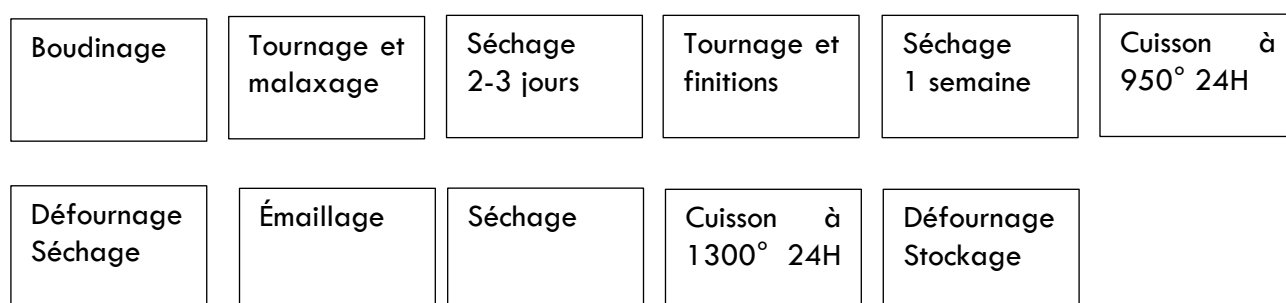 Boudinage
Tournage et
malaxage
Séchage
2-3 jours
Tournage et
finitions
Séchage
1 semaine
Cuisson à
950° 24H
Défournage
Séchage
Émaillage
Séchage
Cuisson à
1300° 24H
Défournage
Stockage